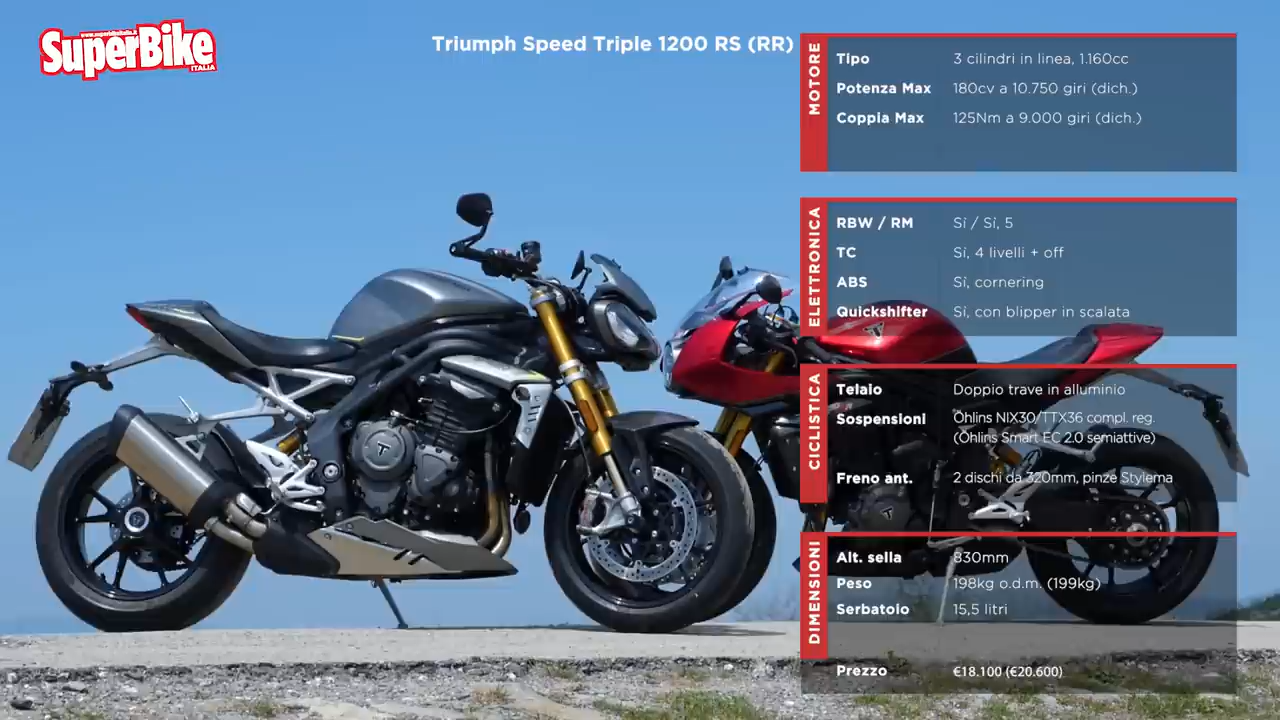 www.superbikeitalia.it
SuperBike
ITALIA
Triumph Speed Triple 1200 RS (RR)
MOTORE
Tipo 3 cilindri in linea, 1.160cc
Potenza Max 180cv a 10.750 giri (dich.)
Coppia Max 125Nm a 9.000 giri (dich.)
ELETTRONICA
RBW / RM Sì / Sì, 5
TC Sì, 4 livelli + off
ABS Sì, cornering
Quickshifter Sì, con blipper in scalata
CICLISTICA
Telaio Doppio trave in alluminio
Sospensioni Öhlins NIX30/TTX36 compl. reg.
(Öhlins Smart EC 2.0 semiattive)
Freno ant. 2 dischi da 320mm, pinze Stylema
DIMENSIONI
Alt. sella 830mm
Peso 198kg o.d.m. (199kg)
Serbatoio 15,5 litri
Prezzo €18.100 (€20.600)